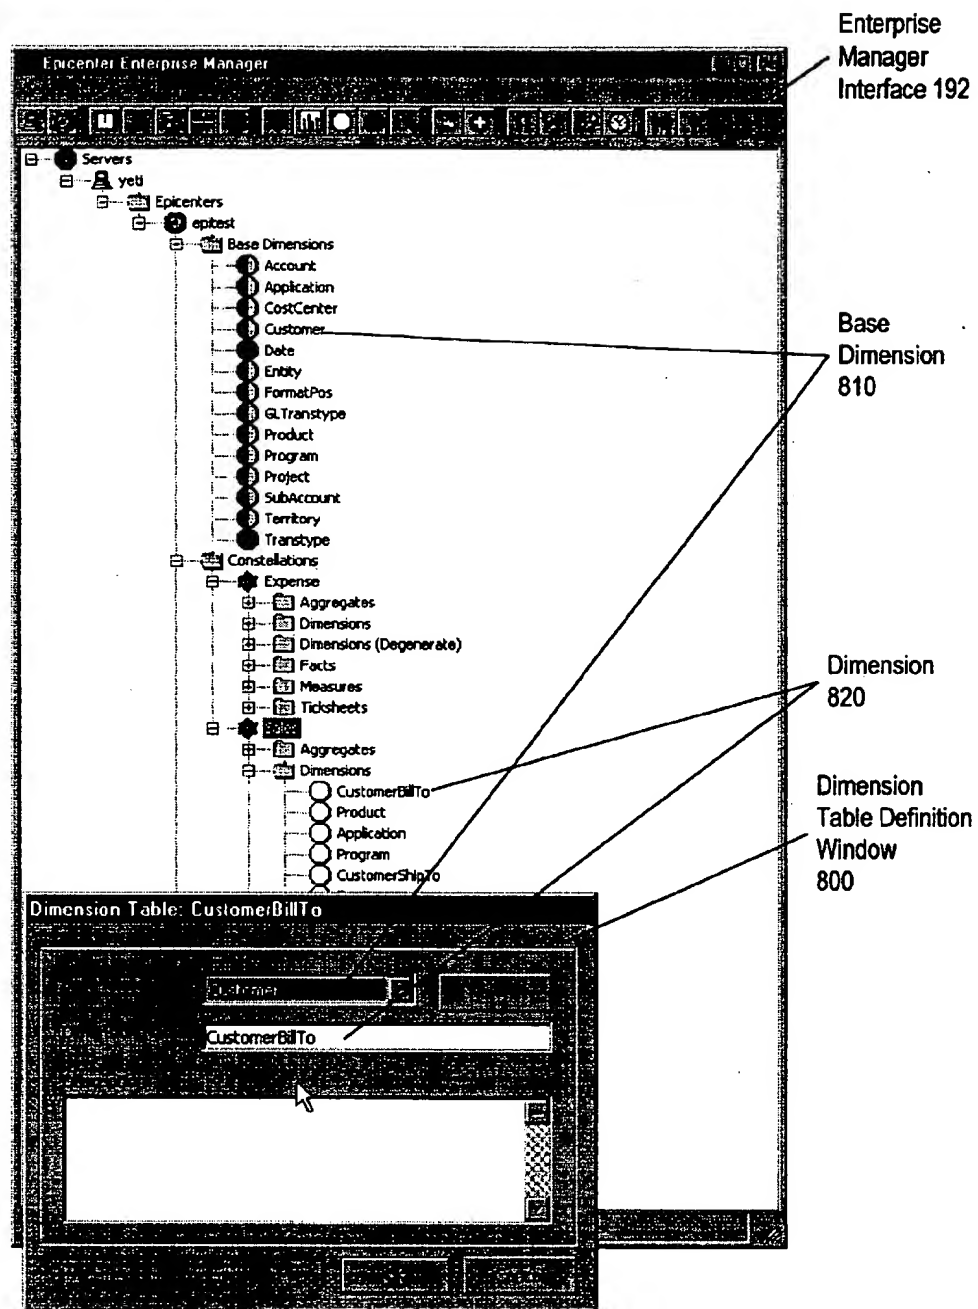 Enterprise
Manager
Interface 192
Epicenter Enterprise Manager
Servers
yeti
Epicenters
epitest
Base Dimensions
Account
Application
CostCenter
Customer
Date
Entity
FormatPos
GLTranstype
Product
Program
Project
SubAccount
Territory
Transtype
Constellations
Expense
Aggregates
Dimensions
Dimensions (Degenerate)
Facts
Measures
Ticksheets
Aggregates
Dimensions
CustomerBillTo
Product
Application
Program
CustomerShipTo
Base
Dimension
810
Dimension
820
Dimension
Table Definition
Window
800
Dimension Table: CustomerBillTo
Customer
CustomerBillTo